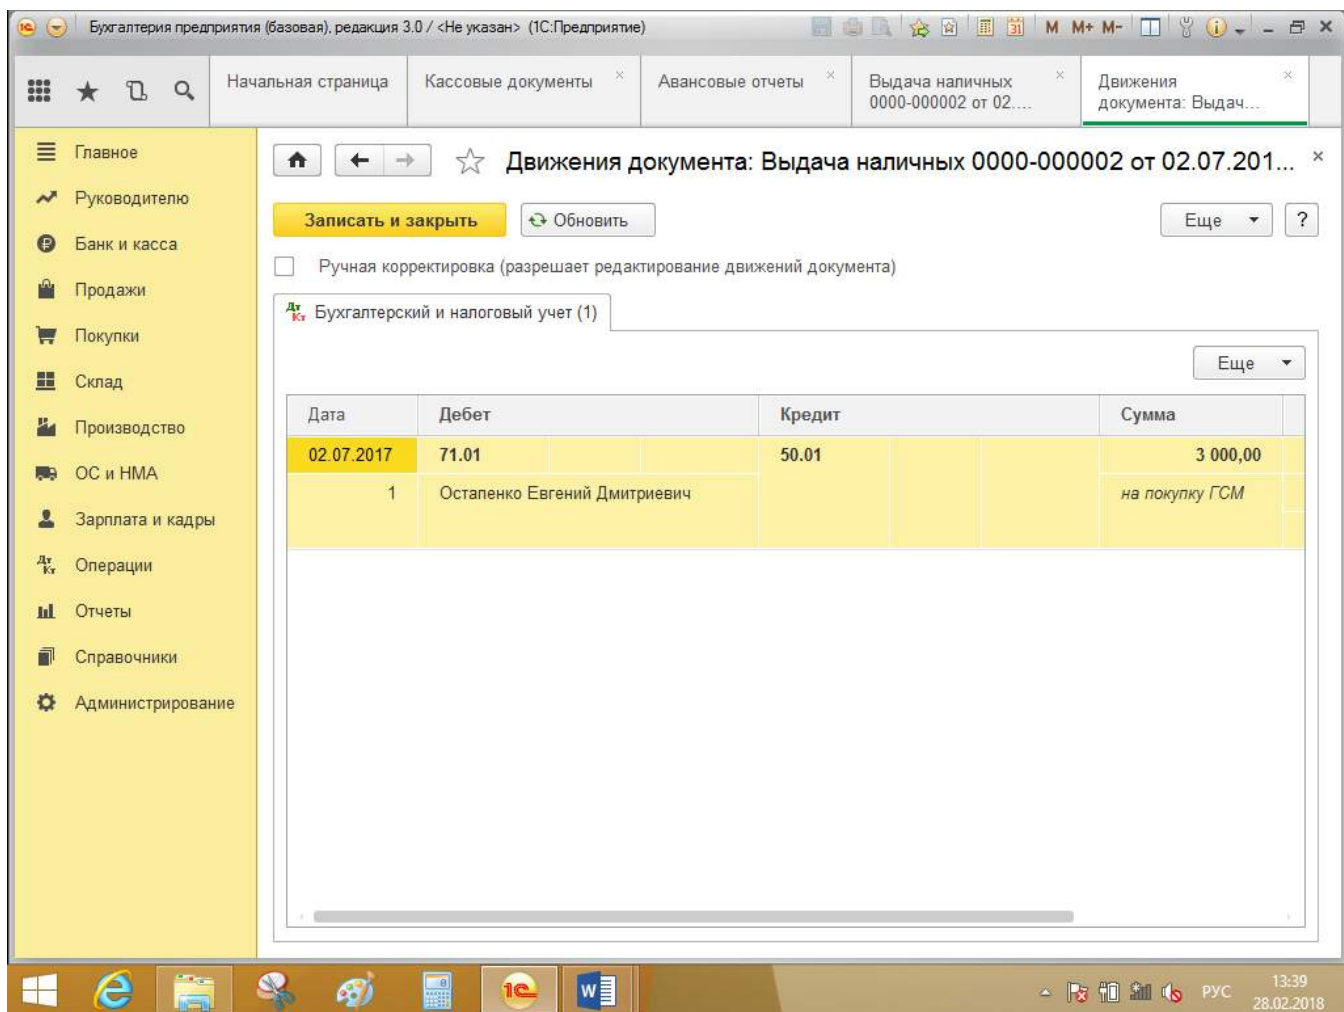 Бухгалтерия предприятия (базовая), редакция 3.0 / <Не указан> (1С:Предприятие)
M M+ M-
Начальная страница
Кассовые документы
Авансовые отчеты
Выдача наличных
0000-000002 от 02....
Движения
документа: Выдач...
Главное
Руководителю
Банк и касса
Продажи
Покупки
Склад
Производство
ОС и НМА
Зарплата и кадры
Операции
Отчеты
Справочники
Администрирование
Движения документа: Выдача наличных 0000-000002 от 02.07.201...
Записать и закрыть
Обновить
Еще
?
Ручная корректировка (разрешает редактирование движений документа)
Дт Кт Бухгалтерский и налоговый учет (1)
Еще
Дата Дебет Кредит Сумма
02.07.2017 71.01 50.01 3 000,00
1 Остапенко Евгений Дмитриевич на покупку ГСМ
РУС
13:39
28.02.2018